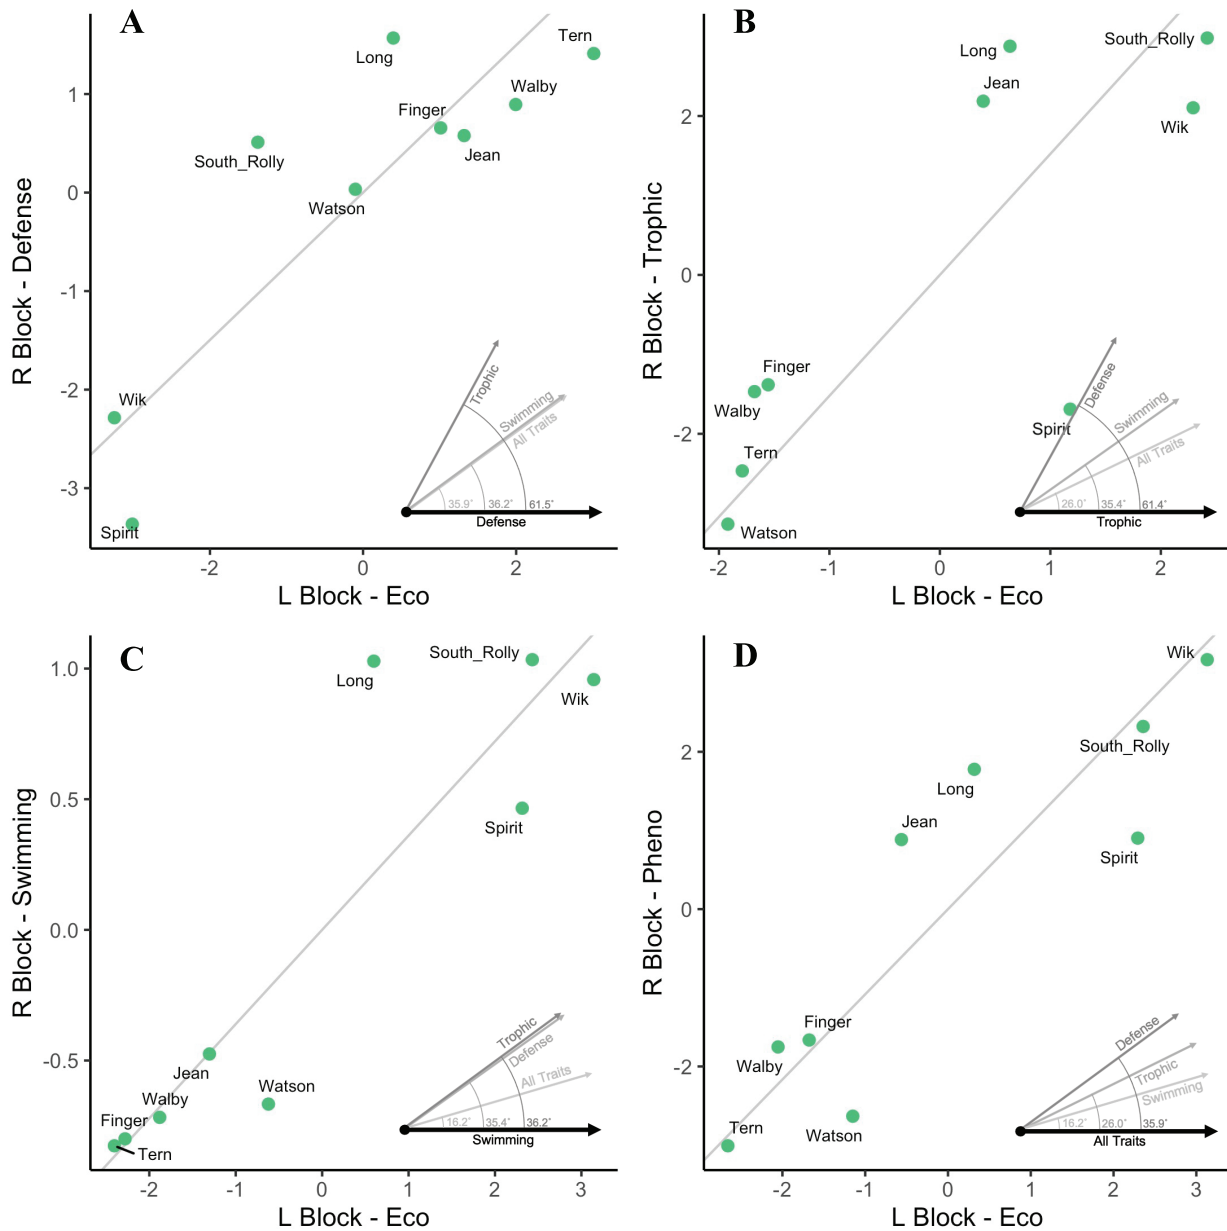 A
Tern
Long
Walby
Finger
Jean
South_Rolly
Watson
Wik
Spirit
1
0
-1
-2
-3
R Block - Defense
-2
0
2
L Block - Eco
Trophic
Swimming
All Traits
35.9°
36.2°
61.5°
Defense
B
South_Rolly
Long
Jean
Wik
Finger
Walby
Spirit
Tern
Watson
2
0
-2
R Block - Trophic
-2
-1
0
1
2
L Block - Eco
Defense
Swimming
All Traits
26.0°
35.4°
61.4°
Trophic
C
South_Rolly
Long
Wik
Spirit
Jean
Watson
Walby
Finger
Tern
1.0
0.5
0.0
-0.5
R Block - Swimming
-2
-1
0
1
2
3
L Block - Eco
Trophic
Defense
All Traits
16.2°
35.4°
36.2°
Swimming
D
Wik
South_Rolly
Long
Jean
Spirit
Finger
Walby
Tern
Watson
2
0
-2
R Block - Pheno
-2
-1
0
1
2
3
L Block - Eco
Defense
Trophic
Swimming
16.2°
26.0°
35.9°
All Traits